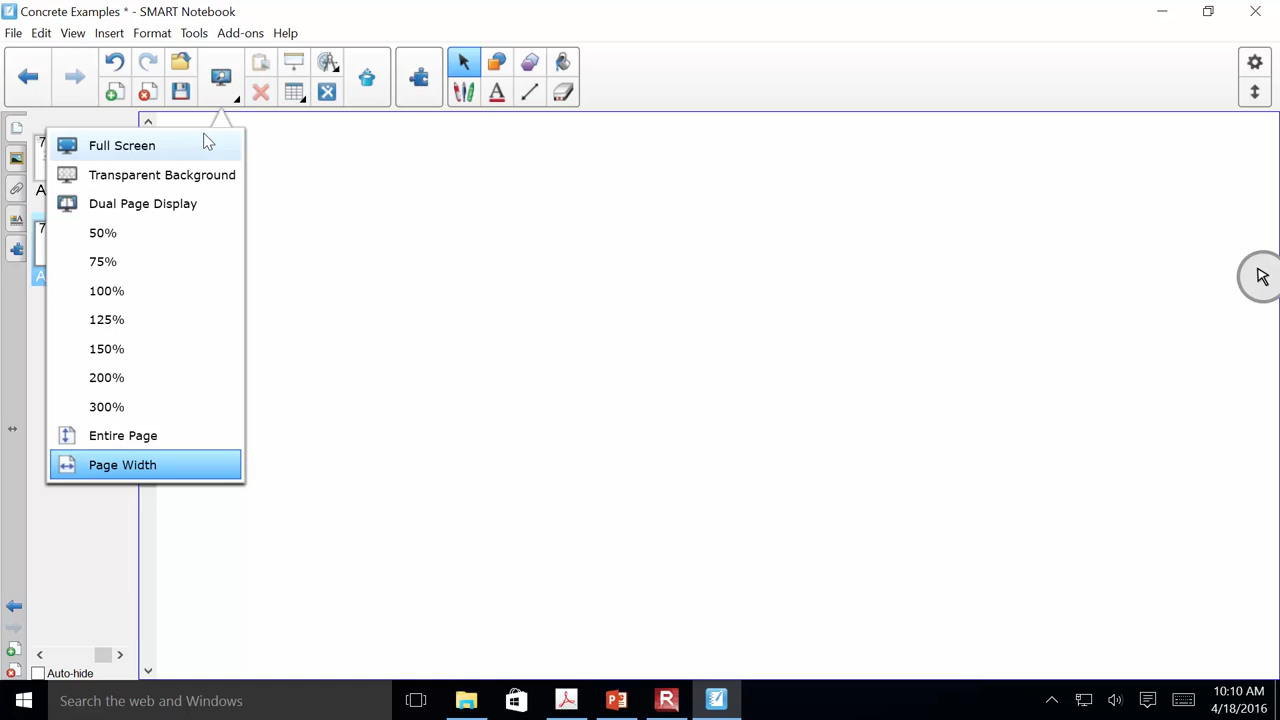 Concrete Examples * - SMART Notebook
File Edit View Insert Format Tools Add-ons Help
Full Screen
Transparent Background
Dual Page Display
50%
75%
100%
125%
150%
200%
300%
Entire Page
Page Width
7
A
7
A
Auto-hide
Search the web and Windows
10:10 AM
4/18/2016